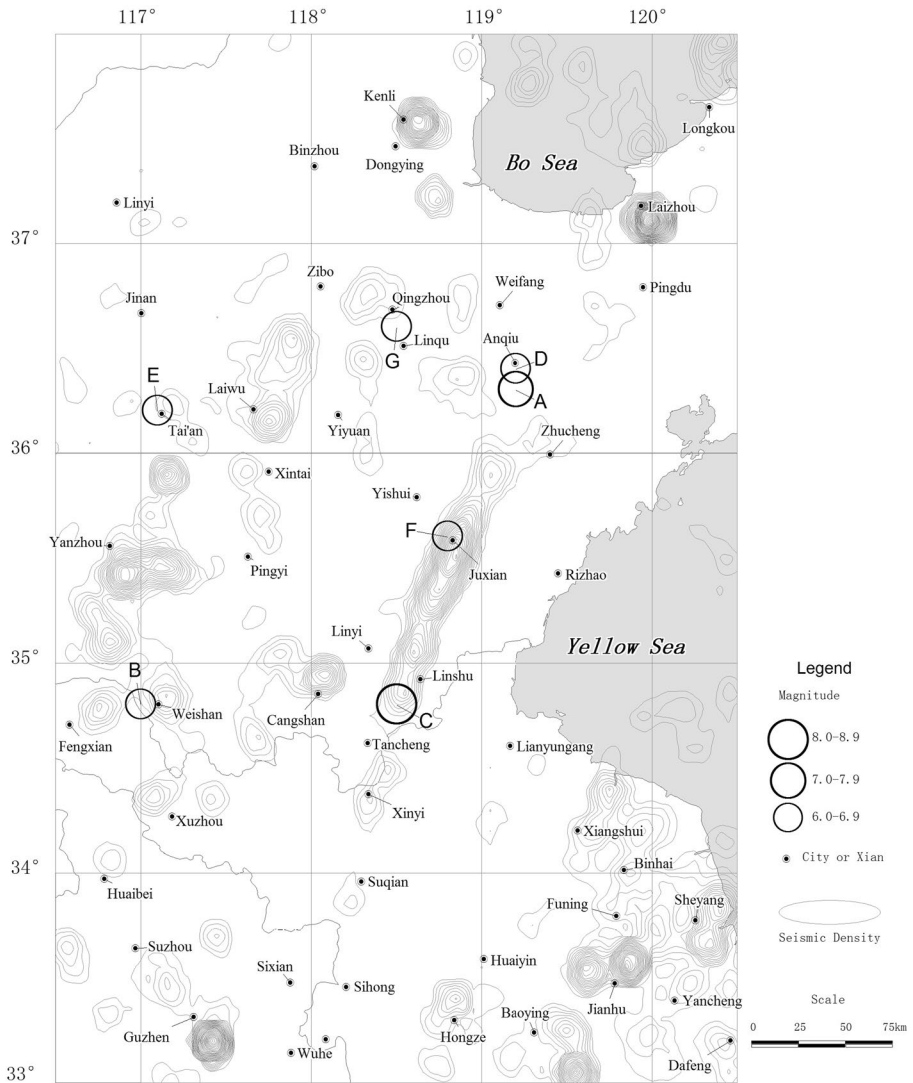 117° 118° 119° 120°
Kenli
Longkou
Binzhou
Dongying
Bo Sea
Linyi
Laizhou
37°
Zibo
Weifang
Pingdu
Jinan
Qingzhou
Linqu
Anqiu
D
G
E
A
Laiwu
Tai'an
Yiyuan
Zhucheng
36°
Xintai
Yishui
F
Yanzhou
Juxian
Pingyi
Rizhao
Linyi
Yellow Sea
35°
Linshu
B
Weishan
Cangshan
C
Fengxian
Tancheng
Lianyungang
Xinyi
Xuzhou
Xiangshui
Binhai
34°
Huaibei
Suqian
Sheyang
Funing
Suzhou
Huaiyin
Sixian
Sihong
Jianhu
Yancheng
Guzhen
Baoying
Hongze
Wuhe
Dafeng
33°
Legend
Magnitude
8.0-8.9
7.0-7.9
6.0-6.9
City or Xian
Seismic Density
Scale
0 25 50 75km